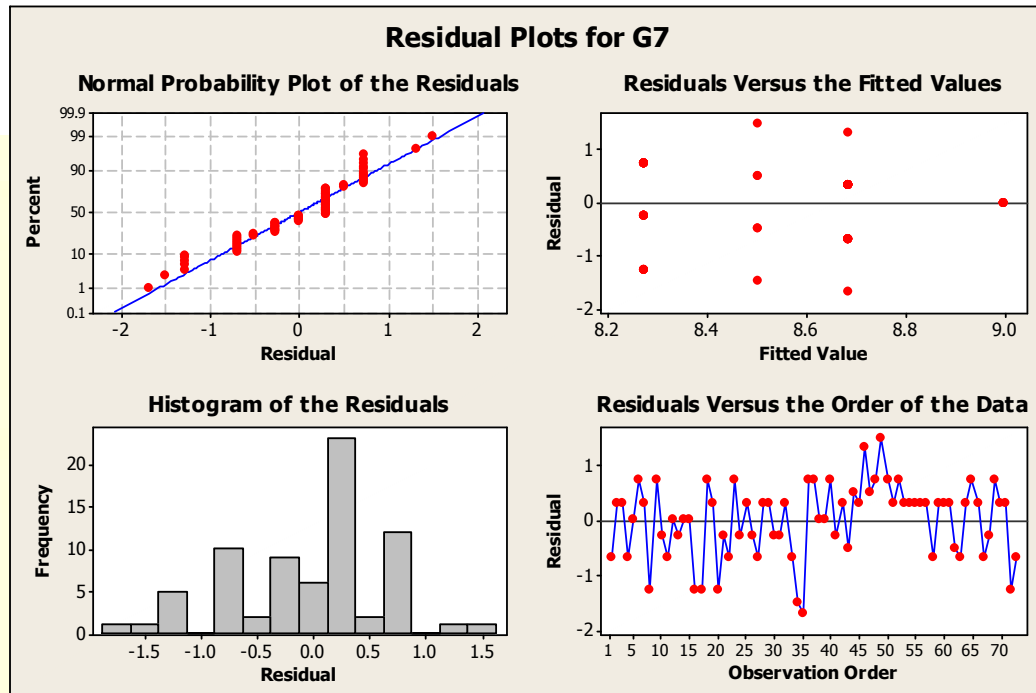 Residual Plots for G7
Normal Probability Plot of the Residuals
99.9
99
90
50
10
1
0.1
Percent
-2 -1 0 1 2
Residual
Residuals Versus the Fitted Values
1
0
-1
-2
Residual
8.2 8.4 8.6 8.8 9.0
Fitted Value
Histogram of the Residuals
20
15
10
5
0
Frequency
-1.5 -1.0 -0.5 0.0 0.5 1.0 1.5
Residual
Residuals Versus the Order of the Data
1
0
-1
-2
Residual
1 5 10 15 20 25 30 35 40 45 50 55 60 65 70
Observation Order